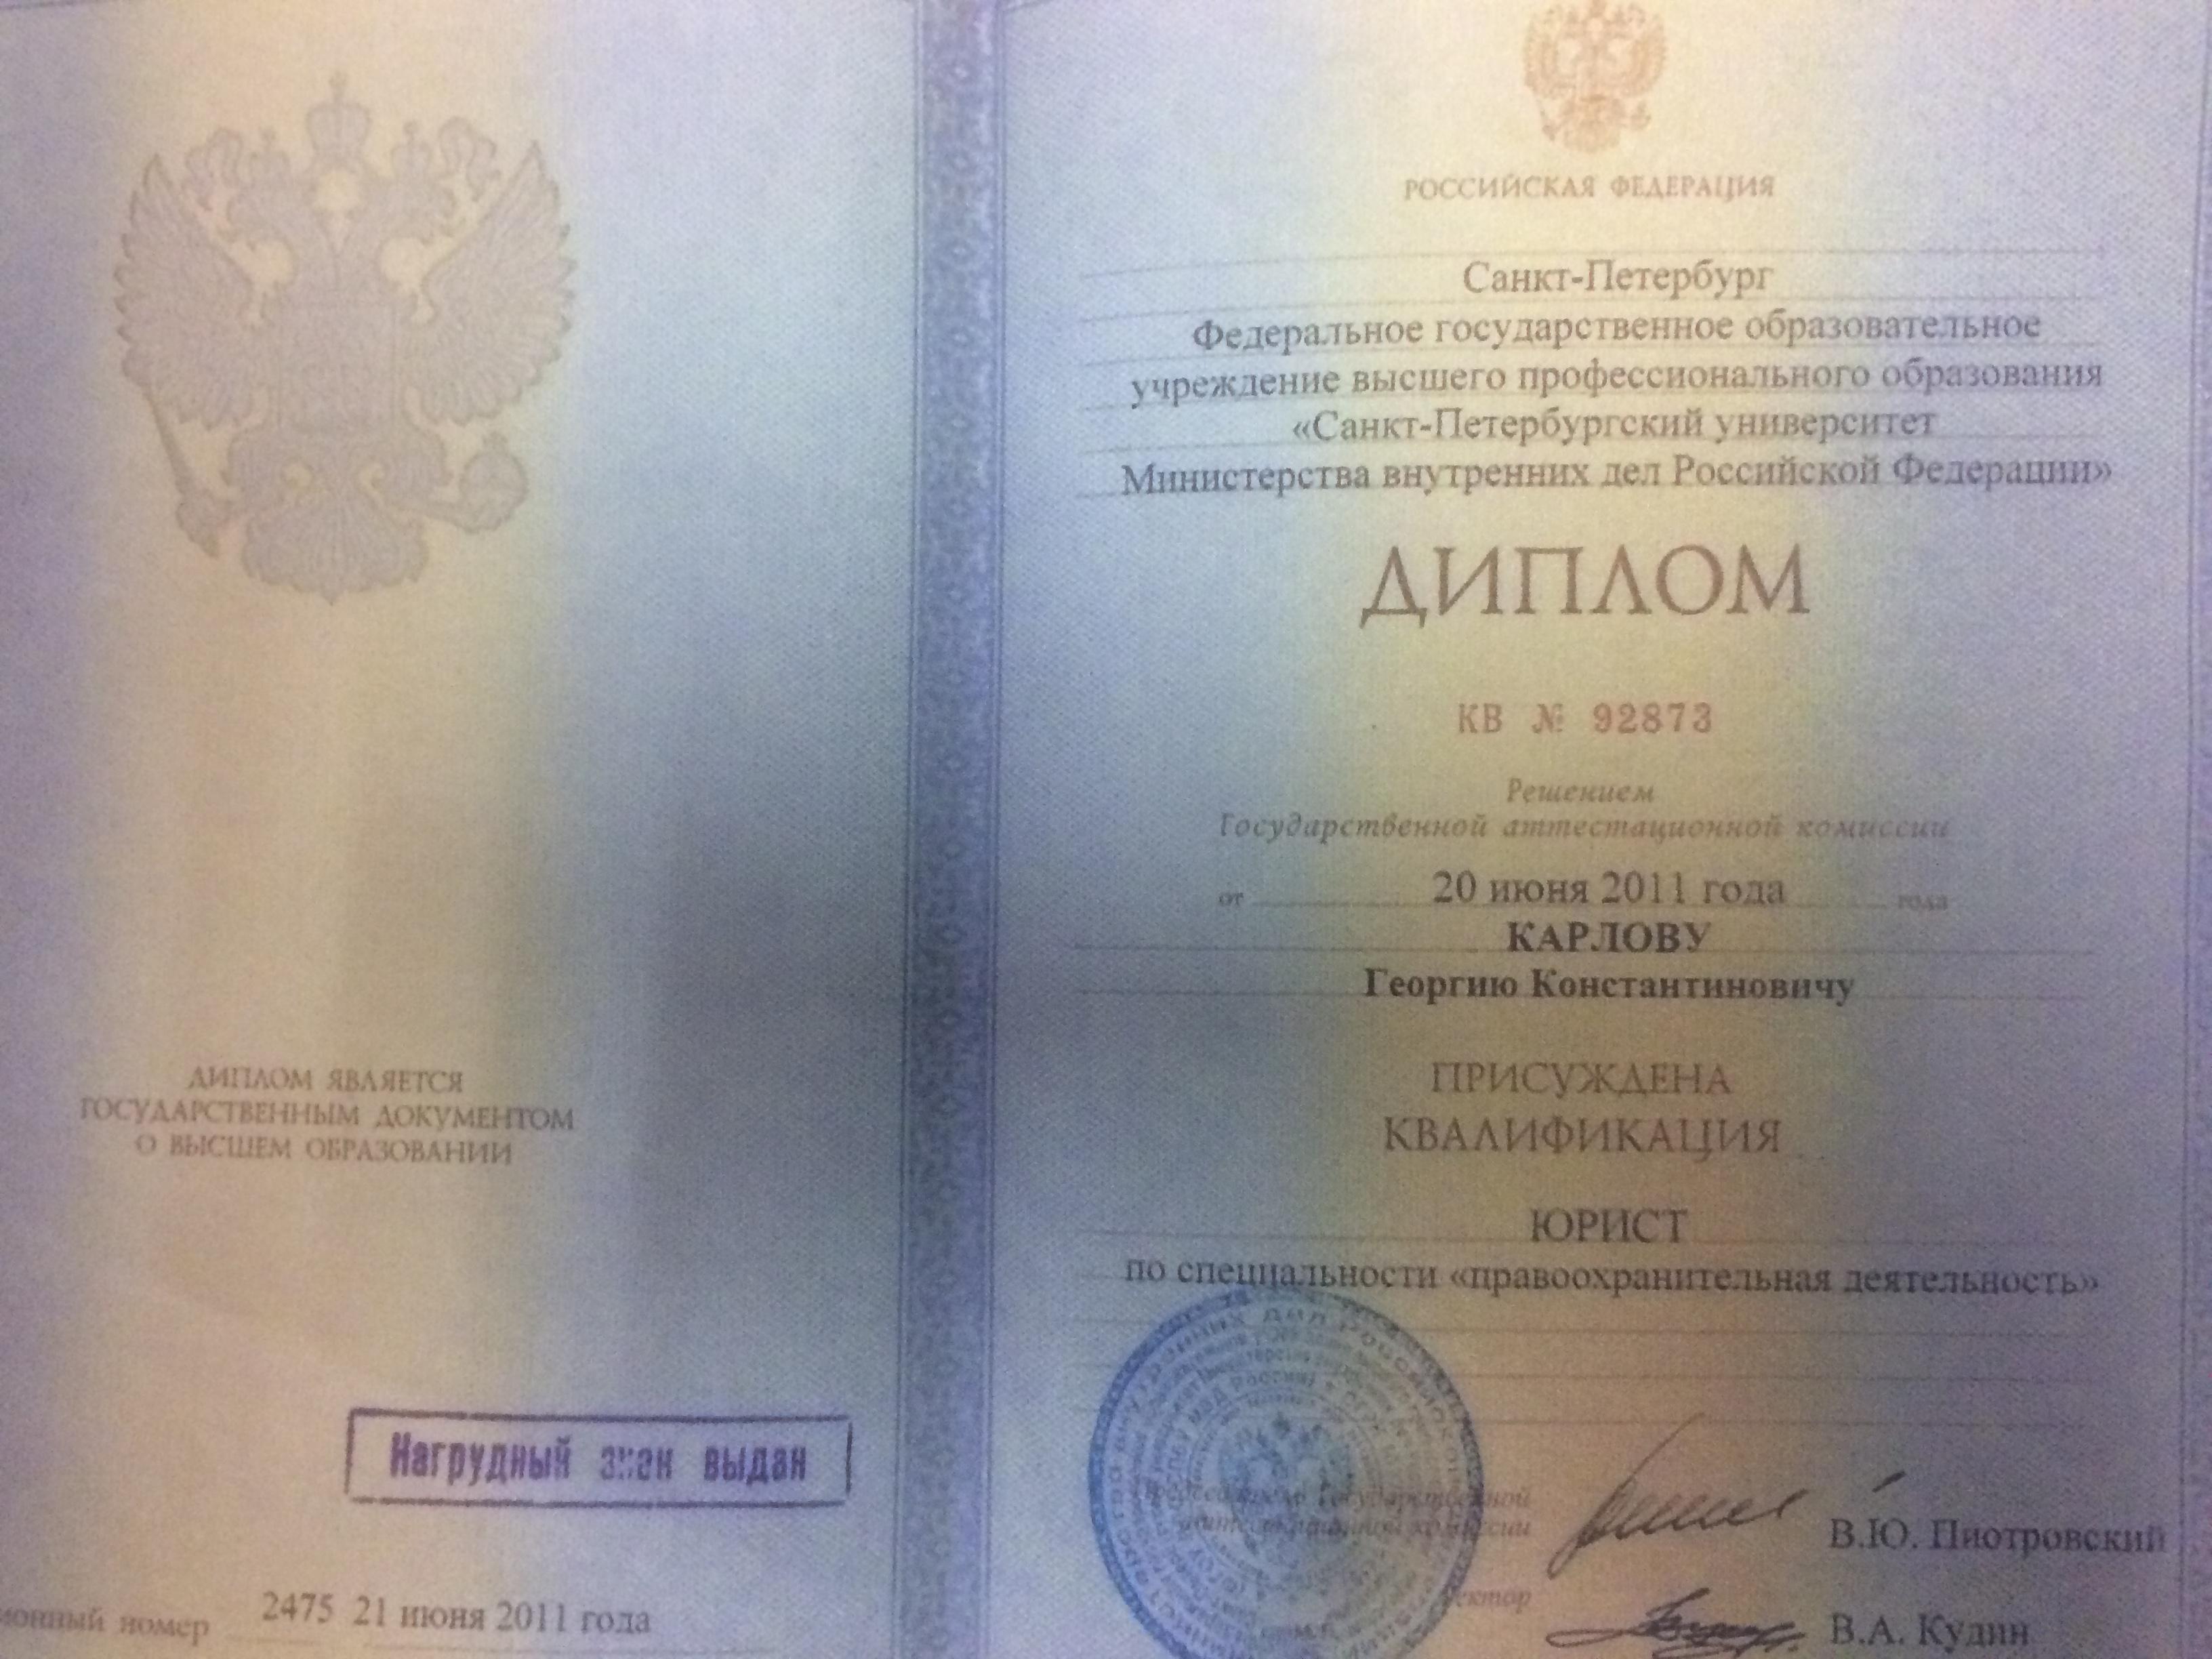 ДИПЛОМ ЯВЛЯЕТСЯ
ГОСУДАРСТВЕННЫМ ДОКУМЕНТОМ
О ВЫСШЕМ ОБРАЗОВАНИИ
Нагрудный знак выдан
номер 2475 21 июня 2011 года
РОССИЙСКАЯ ФЕДЕРАЦИЯ
Санкт-Петербург
Федеральное государственное образовательное
учреждение высшего профессионального образования
«Санкт-Петербургский университет
Министерства внутренних дел Российской Федерации»
ДИПЛОМ
КВ № 92873
Решением
Государственной аттестационной комиссии
от 20 июня 2011 года года
КАРЛОВУ
Георгию Константиновичу
ПРИСУЖДЕНА
КВАЛИФИКАЦИЯ
ЮРИСТ
по специальности «правоохранительная деятельность»
Государственной
комиссии
В.Ю. Пиотровский
В.А. Кудин